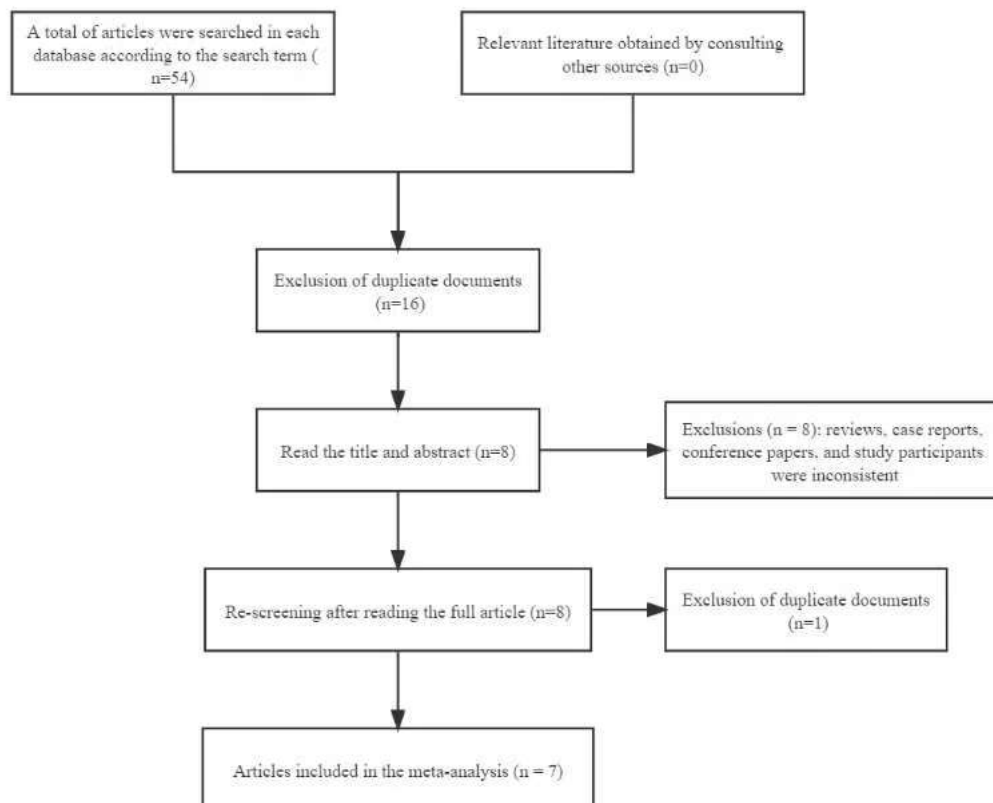 A total of articles were searched in each
database according to the search term (
n=54)
Relevant literature obtained by consulting
other sources (n=0)
Exclusion of duplicate documents
(n=16)
Read the title and abstract (n=8)
Exclusions (n = 8): reviews, case reports,
conference papers, and study participants
were inconsistent
Re-screening after reading the full article (n=8)
Exclusion of duplicate documents
(n=1)
Articles included in the meta-analysis (n = 7)